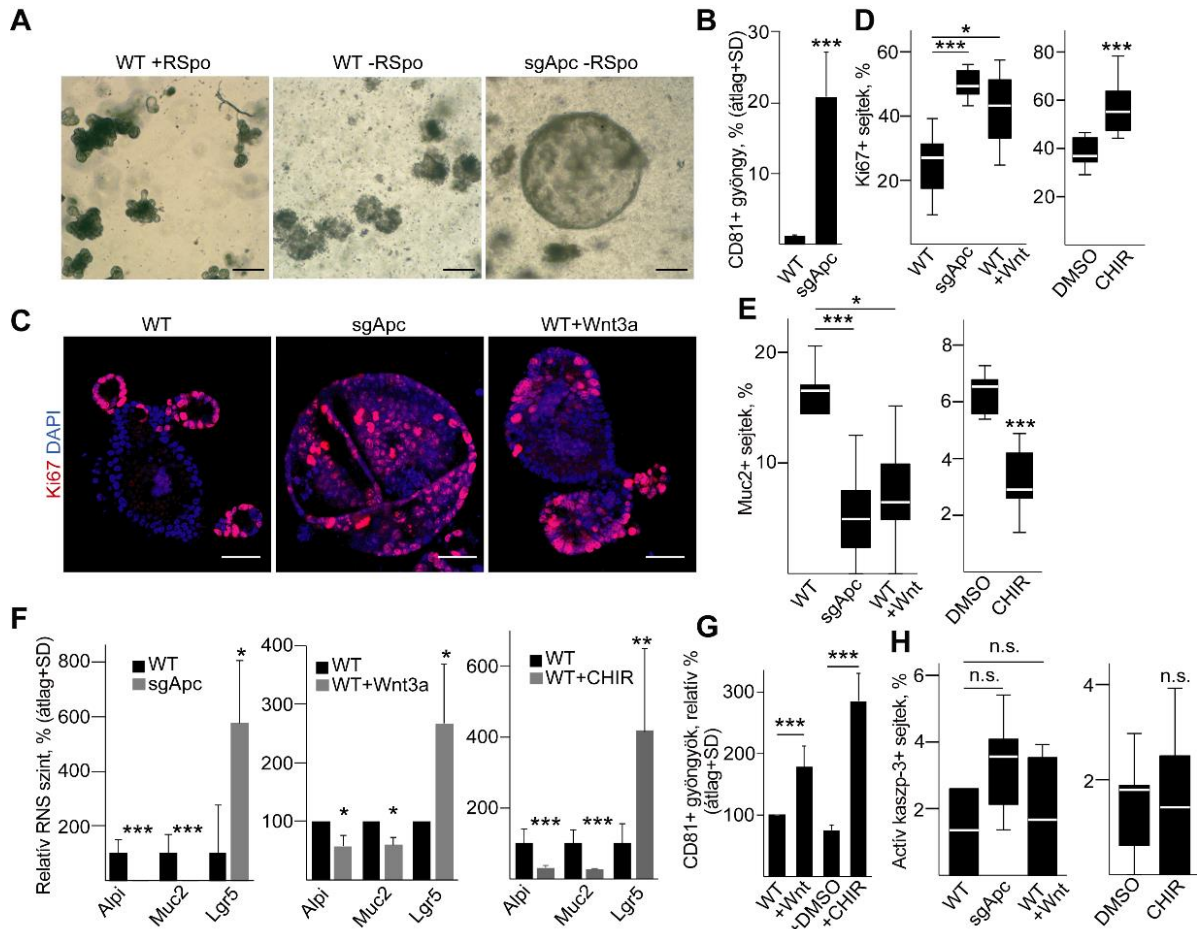 A
WT +RSpo
WT -RSpo
sgApc -RSpo
B
CD81+ gyöngy, % (átlag+SD)
30
20
10
***
WT
sgApc
D
Ki67+ sejtek, %
60
40
20
*
***
WT
sgApc
WT
+Wnt
80
60
40
20
***
DMSO
CHIR
C
Ki67 DAPI
WT
sgApc
WT+Wnt3a
E
Muc2+ sejtek, %
20
10
*
***
WT
sgApc
WT
+Wnt
8
6
4
2
***
DMSO
CHIR
F
Relatív RNS szint, % (átlag+SD)
800
600
400
200
100
WT
sgApc
***
***
*
Alpi
Muc2
Lgr5
400
300
200
100
WT
WT+Wnt3a
*
*
*
Alpi
Muc2
Lgr5
600
400
200
100
WT
WT+CHIR
***
***
**
Alpi
Muc2
Lgr5
G
CD81+ gyöngyök, relatív %
(átlag+SD)
300
200
100
***
***
WT
+Wnt
+DMSO
+CHIR
H
Actív kaszp-3+ sejtek, %
6
4
2
n.s.
n.s.
WT
sgApc
WT
+Wnt
4
2
n.s.
DMSO
CHIR